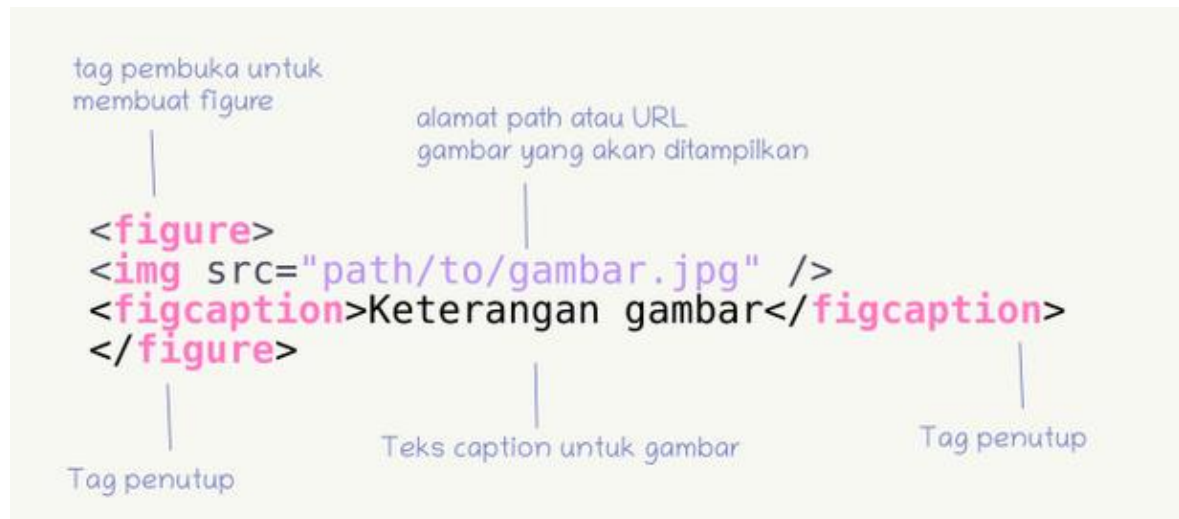 tag pembuka untuk
membuat figure
alamat path atau URL
gambar yang akan ditampilkan
<figure>
<img src="path/to/gambar.jpg" />
<figcaption>Keterangan gambar</figcaption>
</figure>
Teks caption untuk gambar
Tag penutup
Tag penutup